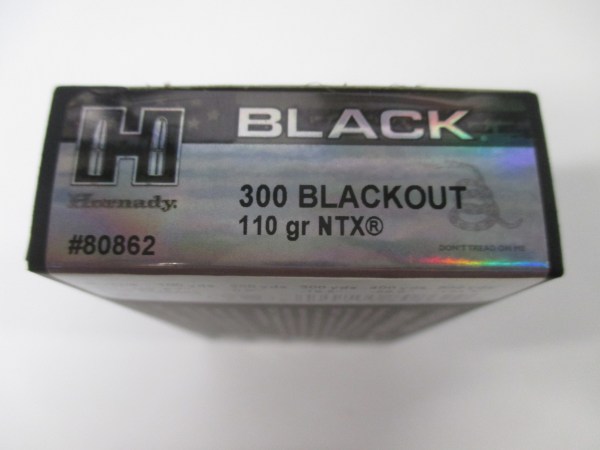 H
BLACK
Hornady.
300 BLACKOUT
110 gr NTX®
#80862
DON'T TREAD ON ME